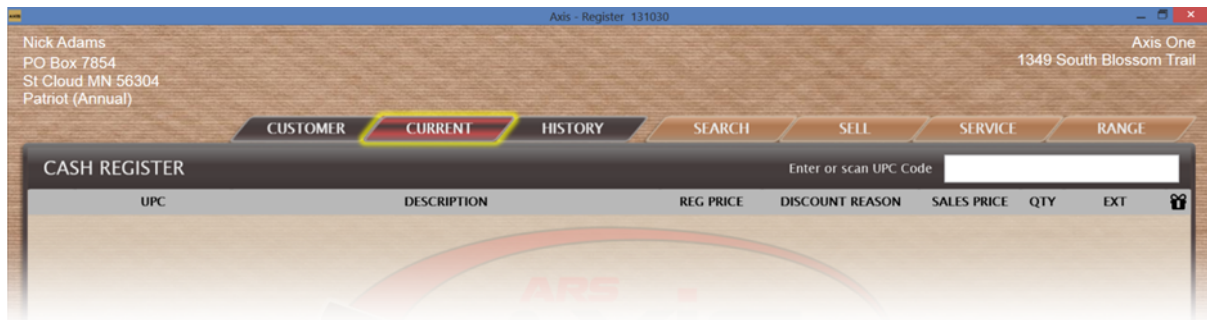 Axis - Register 131030
Nick Adams
PO Box 7854
St Cloud MN 56304
Patriot (Annual)
Axis One
1349 South Blossom Trail
CUSTOMER CURRENT HISTORY SEARCH SELL SERVICE RANGE
CASH REGISTER Enter or scan UPC Code
UPC DESCRIPTION REG PRICE DISCOUNT REASON SALES PRICE QTY EXT
ARS